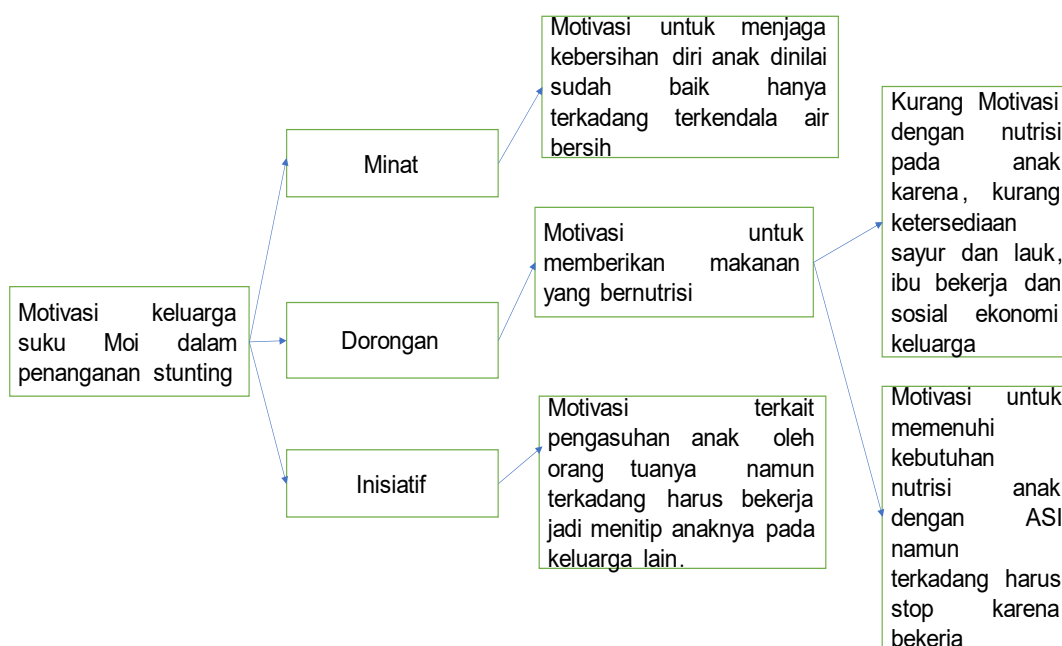 Motivasi keluarga
suku Moi dalam
penanganan stunting
Minat
Dorongan
Inisiatif
Motivasi untuk menjaga
kebersihan diri anak dinilai
sudah baik hanya
terkadang terkendala air
bersih
Motivasi untuk
memberikan makanan
yang bernutrisi
Motivasi terkait
pengasuhan anak oleh
orang tuanya namun
terkadang harus bekerja
jadi menitip anaknya pada
keluarga lain.
Kurang Motivasi
dengan nutrisi
pada anak
karena, kurang
ketersediaan
sayur dan lauk,
ibu bekerja dan
sosial ekonomi
keluarga
Motivasi untuk
memenuhi
kebutuhan
nutrisi anak
dengan ASI
namun
terkadang harus
stop karena
bekerja